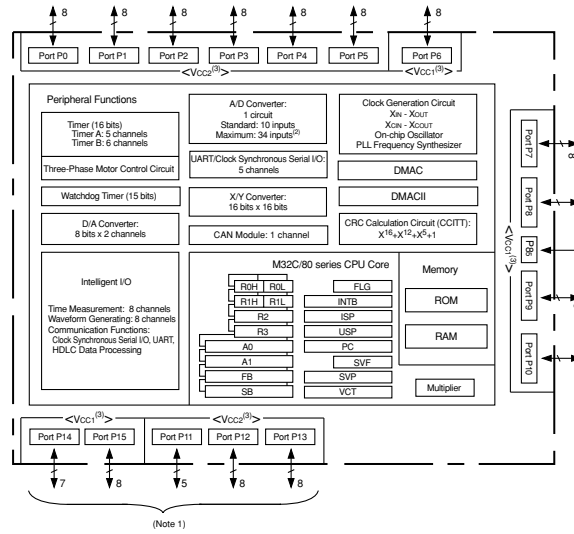 8 8 8 8 8 8 8
Port P0 Port P1 Port P2 Port P3 Port P4 Port P5 Port P6
<VCC2(3)> <VCC1(3)>
Peripheral Functions
Timer (16 bits)
Timer A: 5 channels
Timer B: 6 channels
Three-Phase Motor Control Circuit
Watchdog Timer (15 bits)
D/A Converter:
8 bits x 2 channels
A/D Converter:
1 circuit
Standard: 10 inputs
Maximum: 34 inputs(2)
UART/Clock Synchronous Serial I/O:
5 channels
X/Y Converter:
16 bits x 16 bits
CAN Module: 1 channel
Clock Generation Circuit
XIN - XOUT
XCIN - XCOUT
On-chip Oscillator
PLL Frequency Synthesizer
DMAC
DMACII
CRC Calculation Circuit (CCITT):
X16+X12+X5+1
Intelligent I/O
Time Measurement: 8 channels
Waveform Generating: 8 channels
Communication Functions:
Clock Synchronous Serial I/O, UART,
HDLC Data Processing
M32C/80 series CPU Core
R0H R0L
R1H R1L
R2
R3
A0
A1
FB
SB
FLG
INTB
ISP
USP
PC
SVF
SVP
VCT
Memory
ROM
RAM
Multiplier
<VCC1(3)>
Port P7
8
Port P8
P85
Port P9
Port P10
<VCC1(3)> <VCC2(3)>
Port P14 Port P15 Port P11 Port P12 Port P13
7 8 5 8 8
(Note 1)